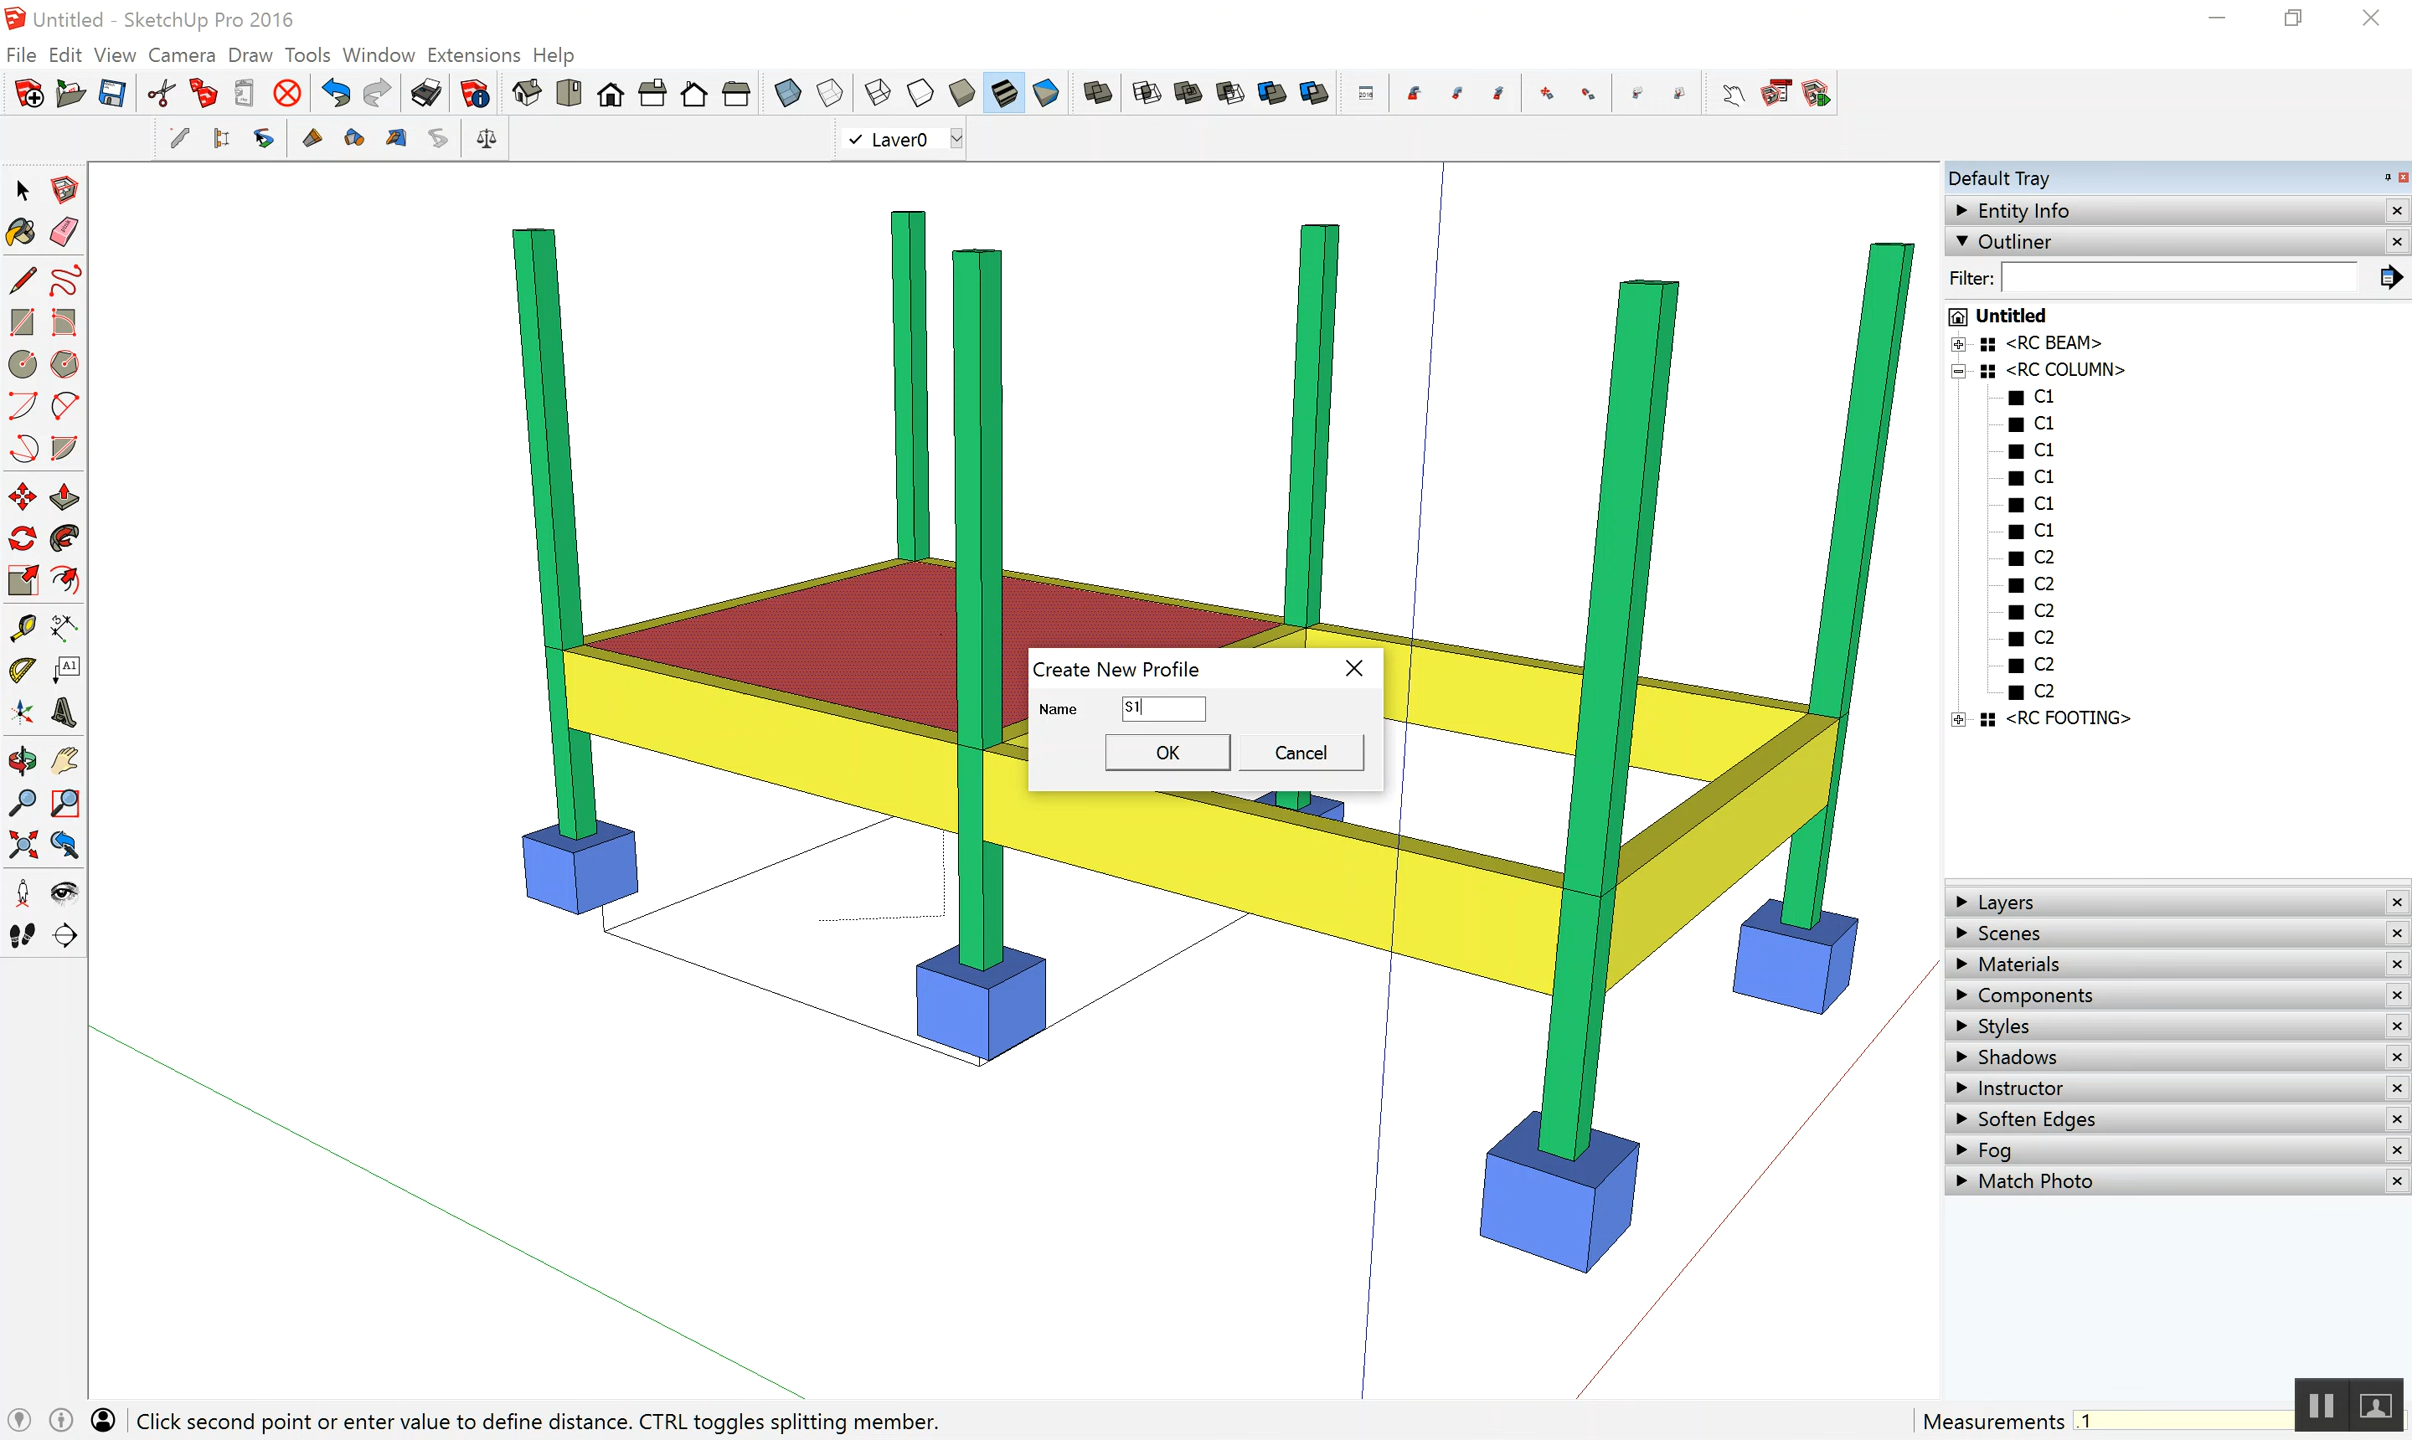 Untitled - SketchUp Pro 2016
File Edit View Camera Draw Tools Window Extensions Help
2016
Layer0
Default Tray
Entity Info
Outliner
Filter:
Untitled
<RC BEAM>
<RC COLUMN>
C1
C1
C1
C1
C1
C1
C2
C2
C2
C2
C2
C2
<RC FOOTING>
A1
Create New Profile
Name S1
OK Cancel
Layers
Scenes
Materials
Components
Styles
Shadows
Instructor
Soften Edges
Fog
Match Photo
Click second point or enter value to define distance. CTRL toggles splitting member.
Measurements .1